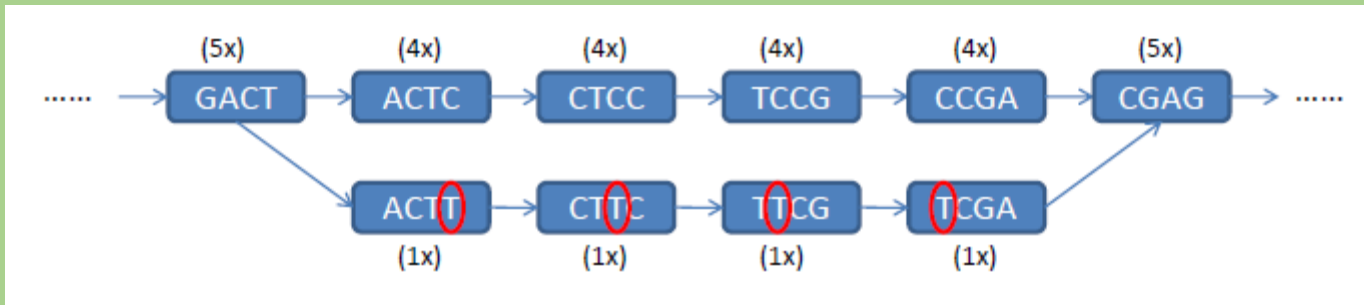 (5x) (4x) (4x) (4x) (4x) (5x)
...... GACT ACTC CTCC TCCG CCGA CGAG ......
ACTT CTTC TTCG TCGA
(1x) (1x) (1x) (1x)